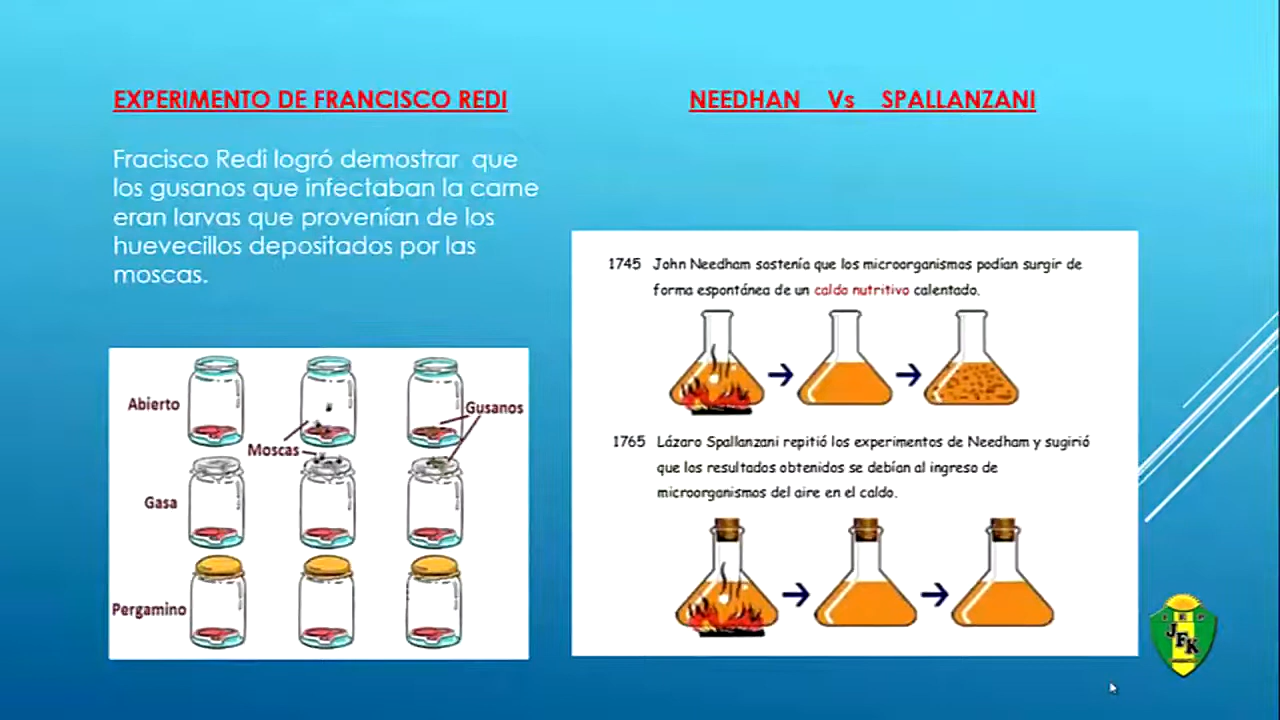 EXPERIMENTO DE FRANCISCO REDI
Fracisco Redi logró demostrar que
los gusanos que infectaban la carne
eran larvas que provenían de los
huevecillos depositados por las
moscas.
Abierto
Gusanos
Moscas
Gasa
Pergamino
NEEDHAN Vs SPALLANZANI
1745 John Needham sostenía que los microorganismos podían surgir de
forma espontánea de un caldo nutritivo calentado.
1765 Lázaro Spallanzani repitió los experimentos de Needham y sugirió
que los resultados obtenidos se debían al ingreso de
microorganismos del aire en el caldo.
I E P
JFK